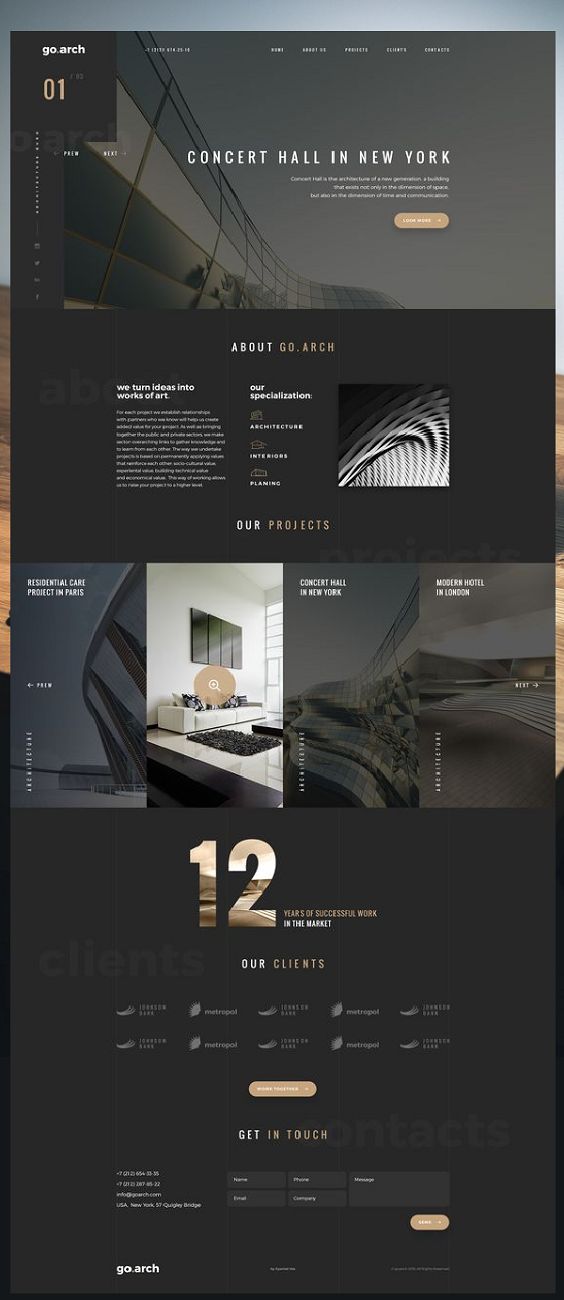 go.arch
HOME ABOUT US PROJECTS CLIENTS CONTACTS
01 / 03
go.arch
← PREW NEXT →
CONCERT HALL IN NEW YORK
Concert Hall is the architecture of a new generation, a building
that exists not only in the dimension of space,
but also in the dimension of time and communication.
LOOK MORE →
ABOUT GO.ARCH
about
we turn ideas into
works of art.
For each project we establish relationships
with partners who we know will help us create
added value for your project. As well as bringing
together the public and private sectors, we make
sector-overarching links to gather knowledge and
to learn from each other. The way we undertake
projects is based on permanently applying values
that reinforce each other: socio-cultural value,
experiental value, building-technical value
and economical value. This way of working allows
us to raise your project to a higher level.
our
specialization:
ARCHITECTURE
INTERIORS
PLANING
OUR PROJECTS
projects
RESIDENTIAL CARE
PROJECT IM PARIS
← PREW
ARCHITECTURE
CONCERT HALL
IN NEW YORK
ARCHITECTURE
MODERN HOTEL
IN LONDON
NEXT →
ARCHITECTURE
12
YEARS OF SUCCESSFUL WORK
IN THE MARKET
clients
OUR CLIENTS
JOHNSON BANK metropol JOHNSON BANK metropol JOHNSON BANK
JOHNSON BANK metropol JOHNSON BANK metropol JOHNSON BANK
WORK TOGETHER →
contacts
GET IN TOUCH
+7 (212) 654-33-35
+7 (212) 287-85-22
info@goarch.com
USA, New York, 57 Quigley Bridge
Name Phone Message
Email Company
SEND →
go.arch